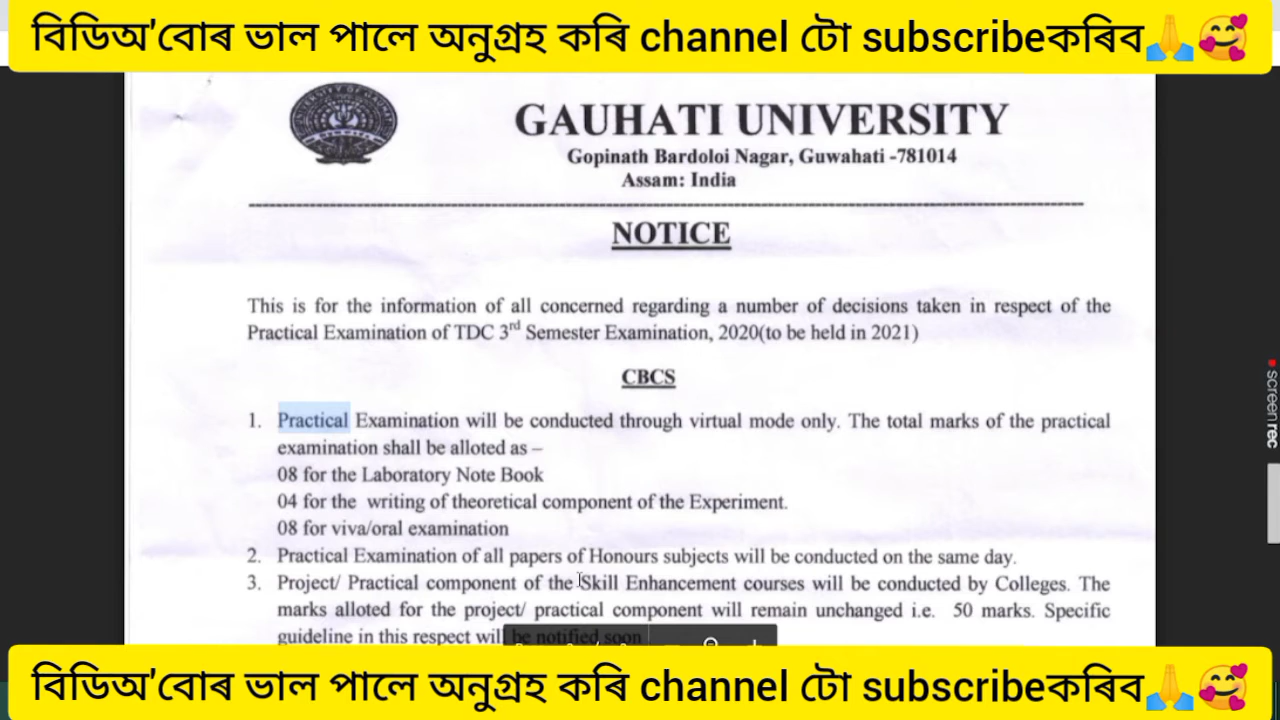 বিডিঅ'বোৰ ভাল পালে অনুগ্ৰহ কৰি channel টো subscribeকৰিব🙏🥰
GAUHATI UNIVERSITY
Gopinath Bardoloi Nagar, Guwahati -781014
Assam: India
NOTICE
This is for the information of all concerned regarding a number of decisions taken in respect of the
Practical Examination of TDC 3rd Semester Examination, 2020(to be held in 2021)
CBCS
1. Practical Examination will be conducted through virtual mode only. The total marks of the practical
examination shall be alloted as –
08 for the Laboratory Note Book
04 for the writing of theoretical component of the Experiment.
08 for viva/oral examination
2. Practical Examination of all papers of Honours subjects will be conducted on the same day.
3. Project/ Practical component of the Skill Enhancement courses will be conducted by Colleges. The
marks alloted for the project/ practical component will remain unchanged i.e. 50 marks. Specific
guideline in this respect will be notified soon
screenrec
বিডিঅ'বোৰ ভাল পালে অনুগ্ৰহ কৰি channel টো subscribeকৰিব🙏🥰